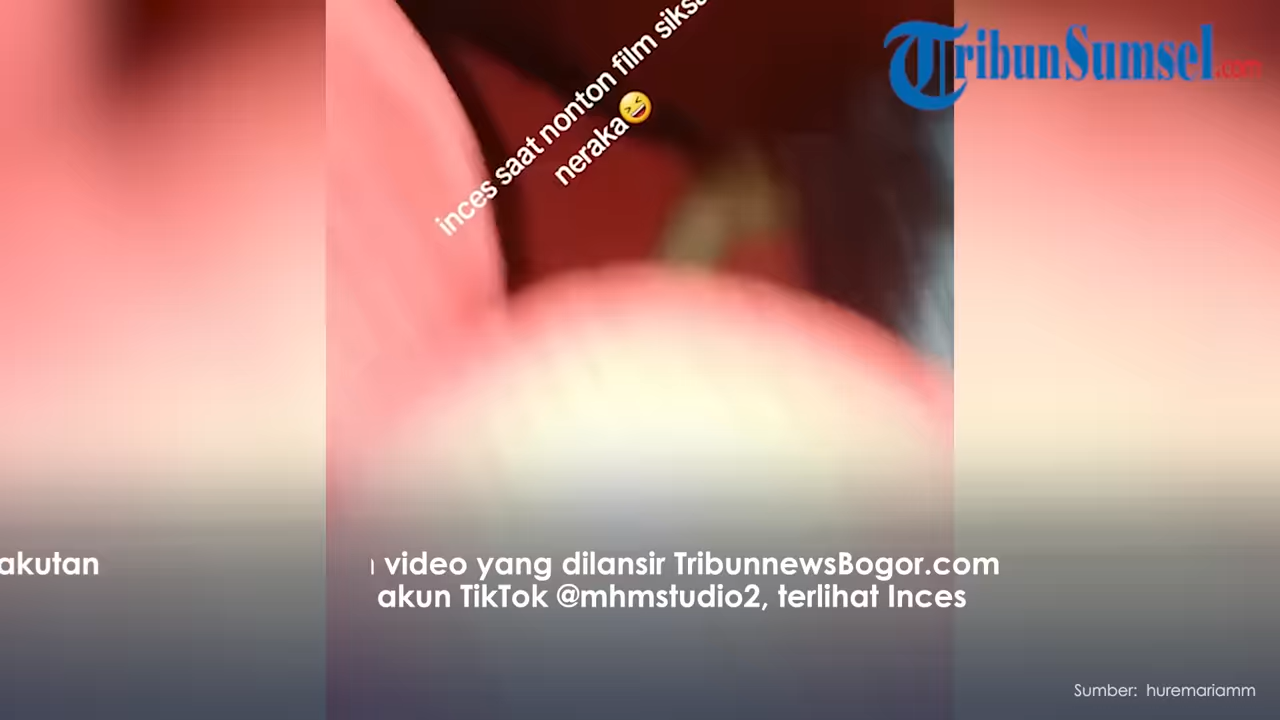 inces saat nonton film siksa
neraka😆
TribunSumsel.com
akutan
video yang dilansir TribunnewsBogor.com
akun TikTok @mhmstudio2, terlihat Inces
Sumber: huremariamm